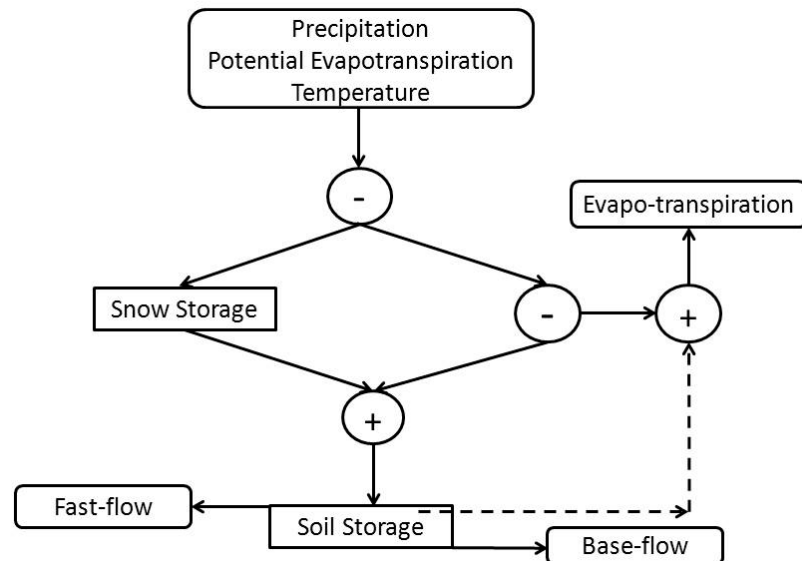 Precipitation
Potential Evapotranspiration
Temperature
-
Evapo-transpiration
Snow Storage
-
+
+
Fast-flow
Soil Storage
Base-flow